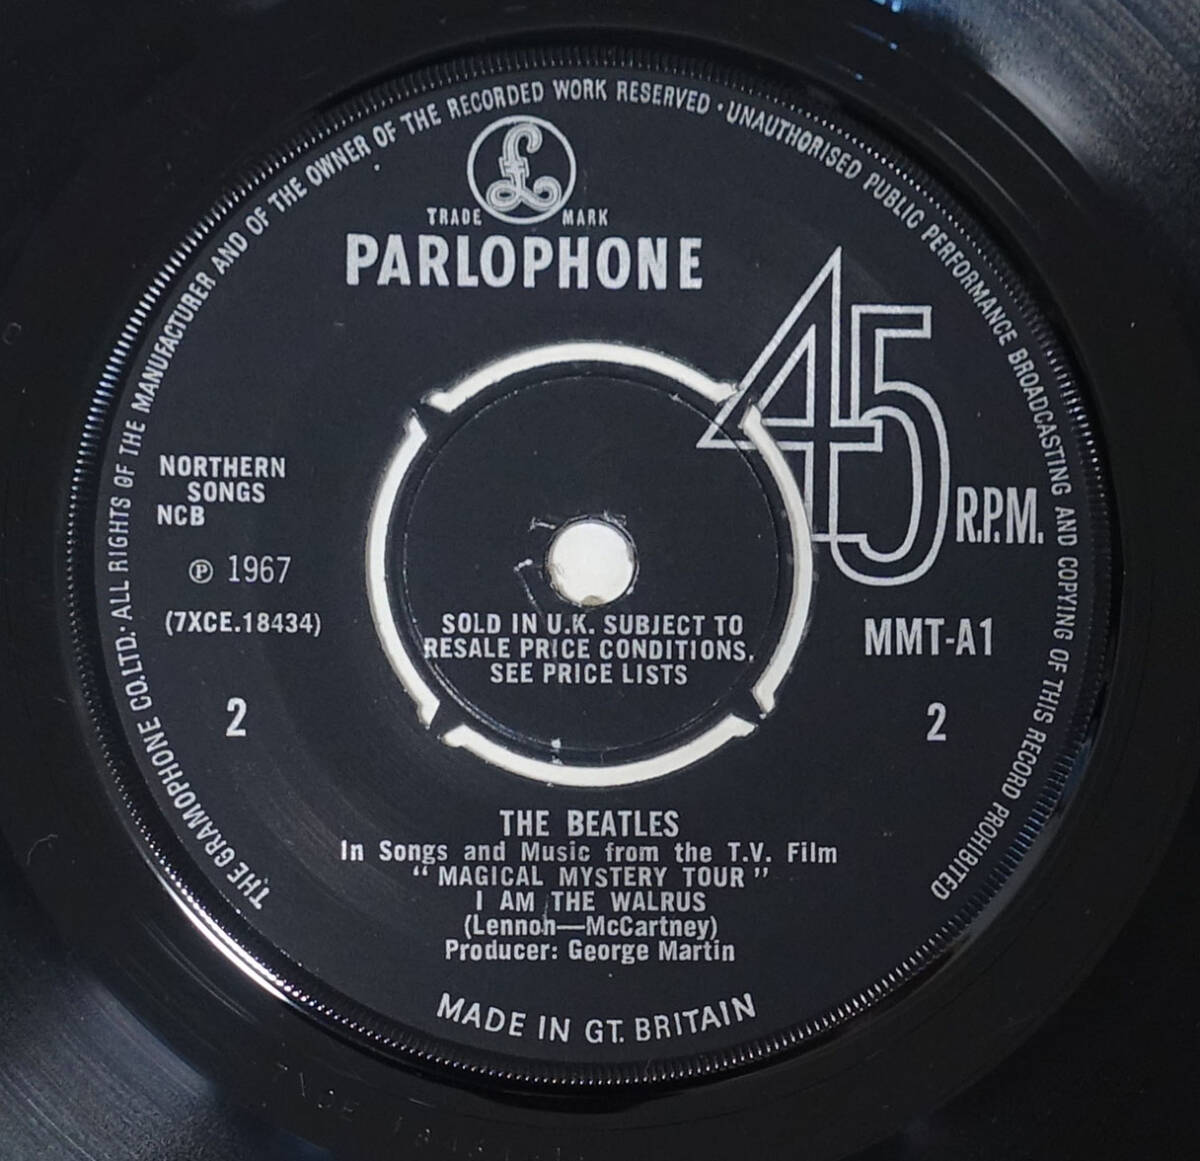 THE GRAMOPHONE CO.LTD. ALL RIGHTS OF THE MANUFACTURER AND OF THE OWNER OF THE RECORDED WORK RESERVED · UNAUTHORISED PUBLIC PERFORMANCE BROADCASTING AND COPYING OF THIS RECORD PROHIBITED
£
TRADE MARK
PARLOPHONE
45 R.P.M.
NORTHERN
SONGS
NCB
℗ 1967
(7XCE.18434)
2
SOLD IN U.K. SUBJECT TO
RESALE PRICE CONDITIONS,
SEE PRICE LISTS
MMT-A1
2
THE BEATLES
In Songs and Music from the T.V. Film
"MAGICAL MYSTERY TOUR"
I AM THE WALRUS
(Lennon—McCartney)
Producer: George Martin
MADE IN GT. BRITAIN